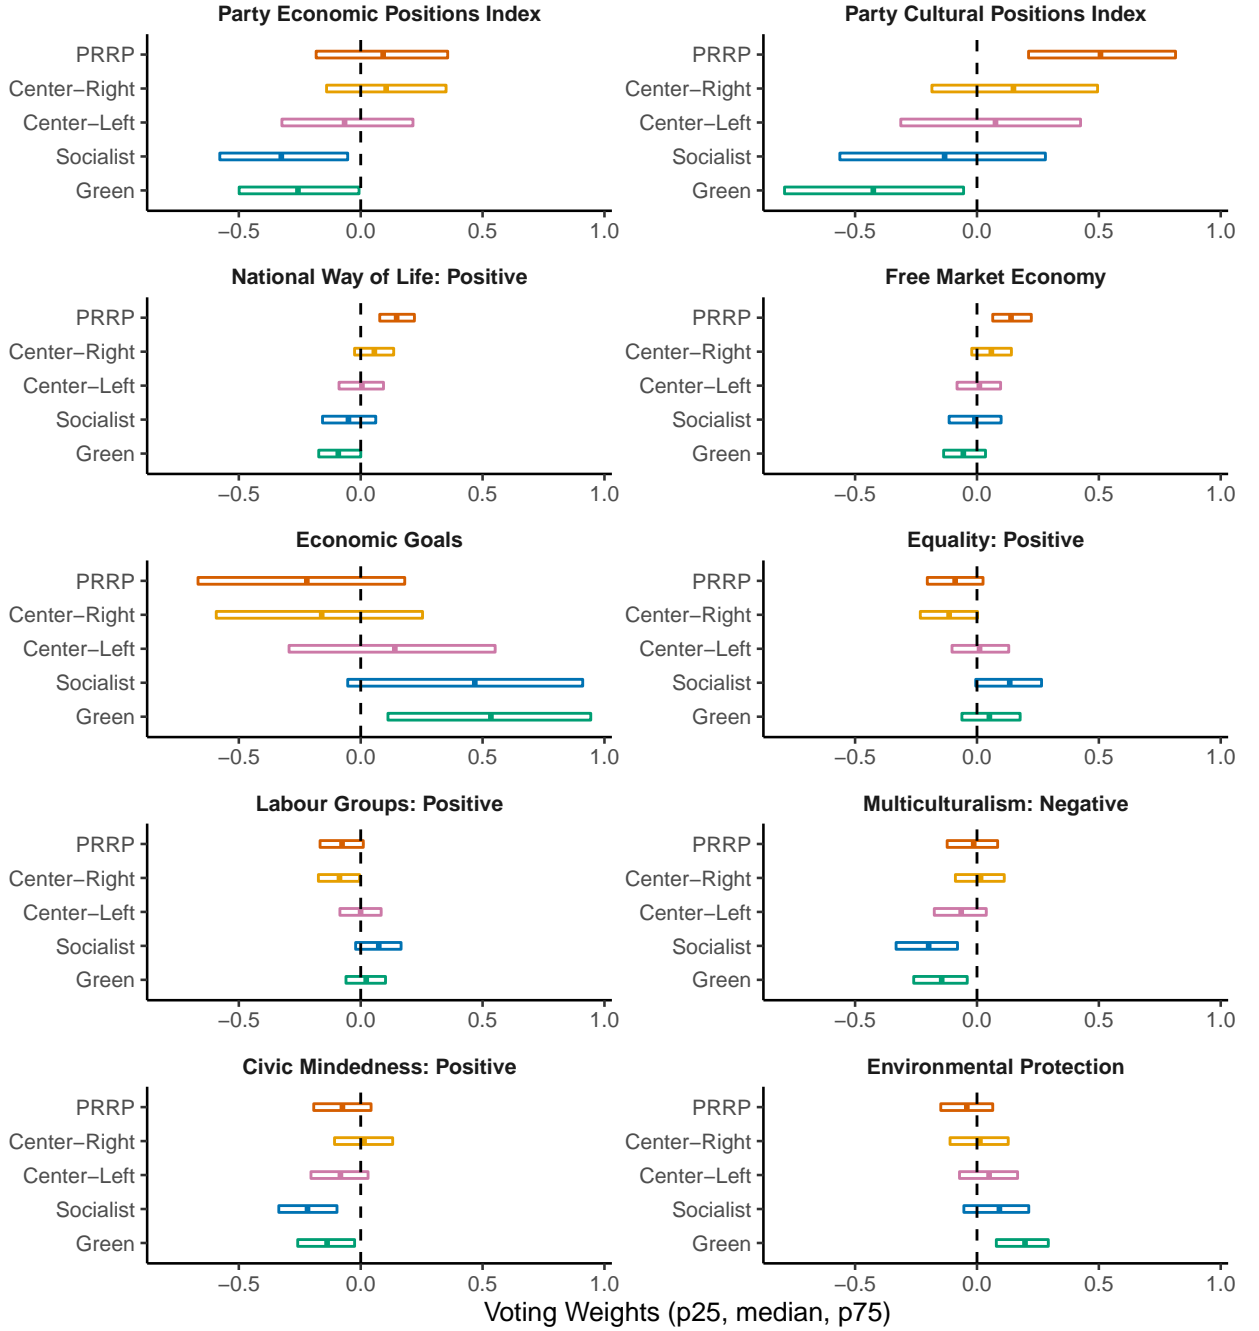 Party Economic Positions Index
PRRP
Center−Right
Center−Left
Socialist
Green
−0.5 0.0 0.5 1.0
Party Cultural Positions Index
PRRP
Center−Right
Center−Left
Socialist
Green
−0.5 0.0 0.5 1.0
National Way of Life: Positive
PRRP
Center−Right
Center−Left
Socialist
Green
−0.5 0.0 0.5 1.0
Free Market Economy
PRRP
Center−Right
Center−Left
Socialist
Green
−0.5 0.0 0.5 1.0
Economic Goals
PRRP
Center−Right
Center−Left
Socialist
Green
−0.5 0.0 0.5 1.0
Equality: Positive
PRRP
Center−Right
Center−Left
Socialist
Green
−0.5 0.0 0.5 1.0
Labour Groups: Positive
PRRP
Center−Right
Center−Left
Socialist
Green
−0.5 0.0 0.5 1.0
Multiculturalism: Negative
PRRP
Center−Right
Center−Left
Socialist
Green
−0.5 0.0 0.5 1.0
Civic Mindedness: Positive
PRRP
Center−Right
Center−Left
Socialist
Green
−0.5 0.0 0.5 1.0
Environmental Protection
PRRP
Center−Right
Center−Left
Socialist
Green
−0.5 0.0 0.5 1.0
Voting Weights (p25, median, p75)